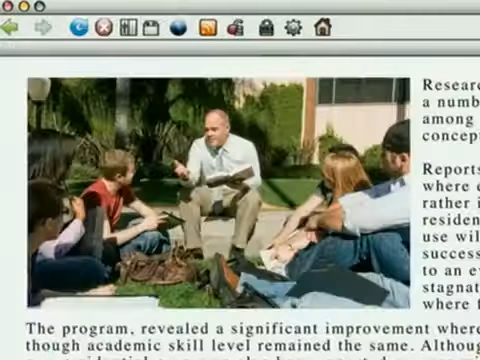 Researc
a numb
among
concep
Reports
where e
rather i
residen
use wil
success
to an ev
stagnat
where f
The program, revealed a significant improvement where
though academic skill level remained the same. Althoug